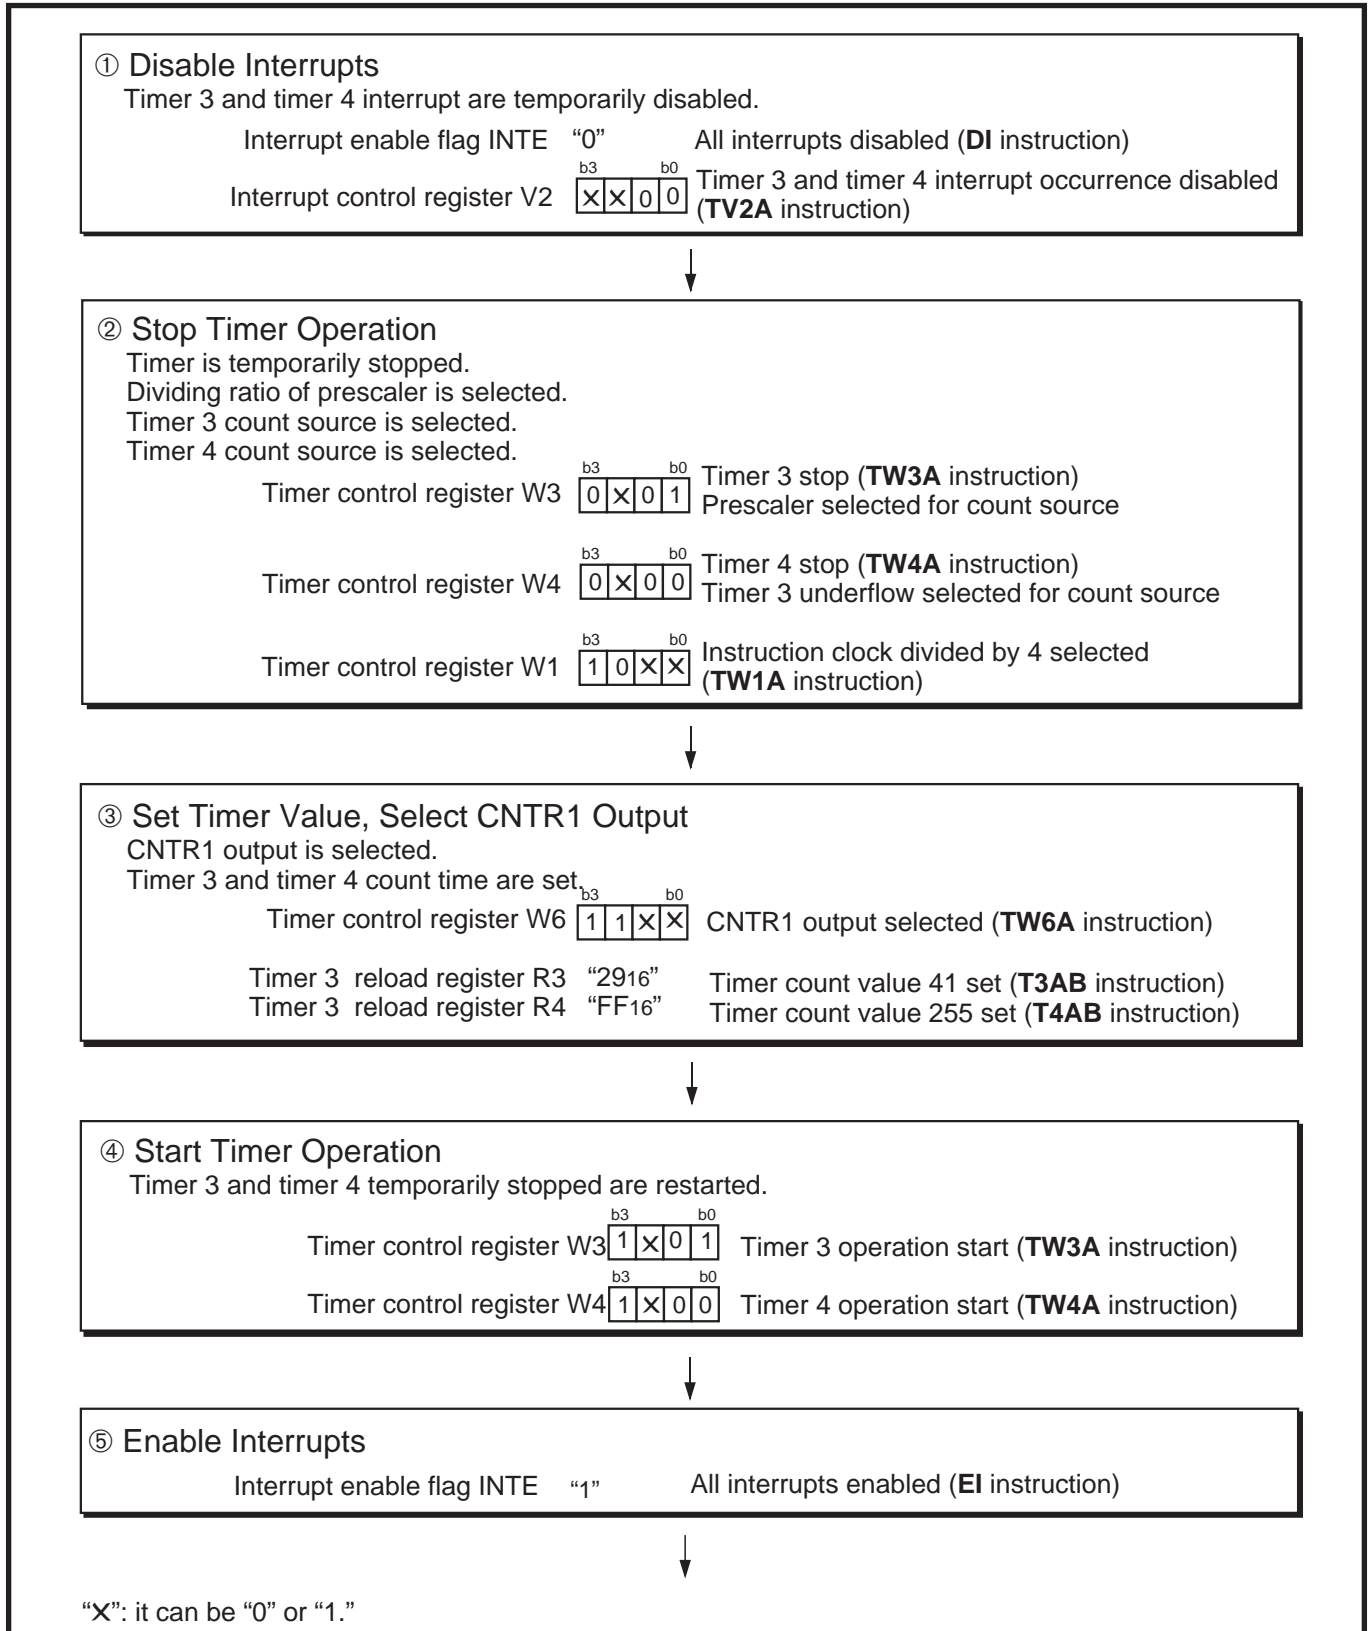 ① Disable Interrupts
Timer 3 and timer 4 interrupt are temporarily disabled.
Interrupt enable flag INTE “0” All interrupts disabled (DI instruction)
b3 b0
Interrupt control register V2 ✕ ✕ 0 0 Timer 3 and timer 4 interrupt occurrence disabled
(TV2A instruction)
② Stop Timer Operation
Timer is temporarily stopped.
Dividing ratio of prescaler is selected.
Timer 3 count source is selected.
Timer 4 count source is selected.
b3 b0
Timer control register W3 0 ✕ 0 1 Timer 3 stop (TW3A instruction)
Prescaler selected for count source
b3 b0
Timer control register W4 0 ✕ 0 0 Timer 4 stop (TW4A instruction)
Timer 3 underflow selected for count source
b3 b0
Timer control register W1 1 0 ✕ ✕ Instruction clock divided by 4 selected
(TW1A instruction)
③ Set Timer Value, Select CNTR1 Output
CNTR1 output is selected.
Timer 3 and timer 4 count time are set.
b3 b0
Timer control register W6 1 1 ✕ ✕ CNTR1 output selected (TW6A instruction)
Timer 3 reload register R3 “2916” Timer count value 41 set (T3AB instruction)
Timer 3 reload register R4 “FF16” Timer count value 255 set (T4AB instruction)
④ Start Timer Operation
Timer 3 and timer 4 temporarily stopped are restarted.
b3 b0
Timer control register W3 1 ✕ 0 1 Timer 3 operation start (TW3A instruction)
b3 b0
Timer control register W4 1 ✕ 0 0 Timer 4 operation start (TW4A instruction)
⑤ Enable Interrupts
Interrupt enable flag INTE “1” All interrupts enabled (EI instruction)
“✕”: it can be “0” or “1.”